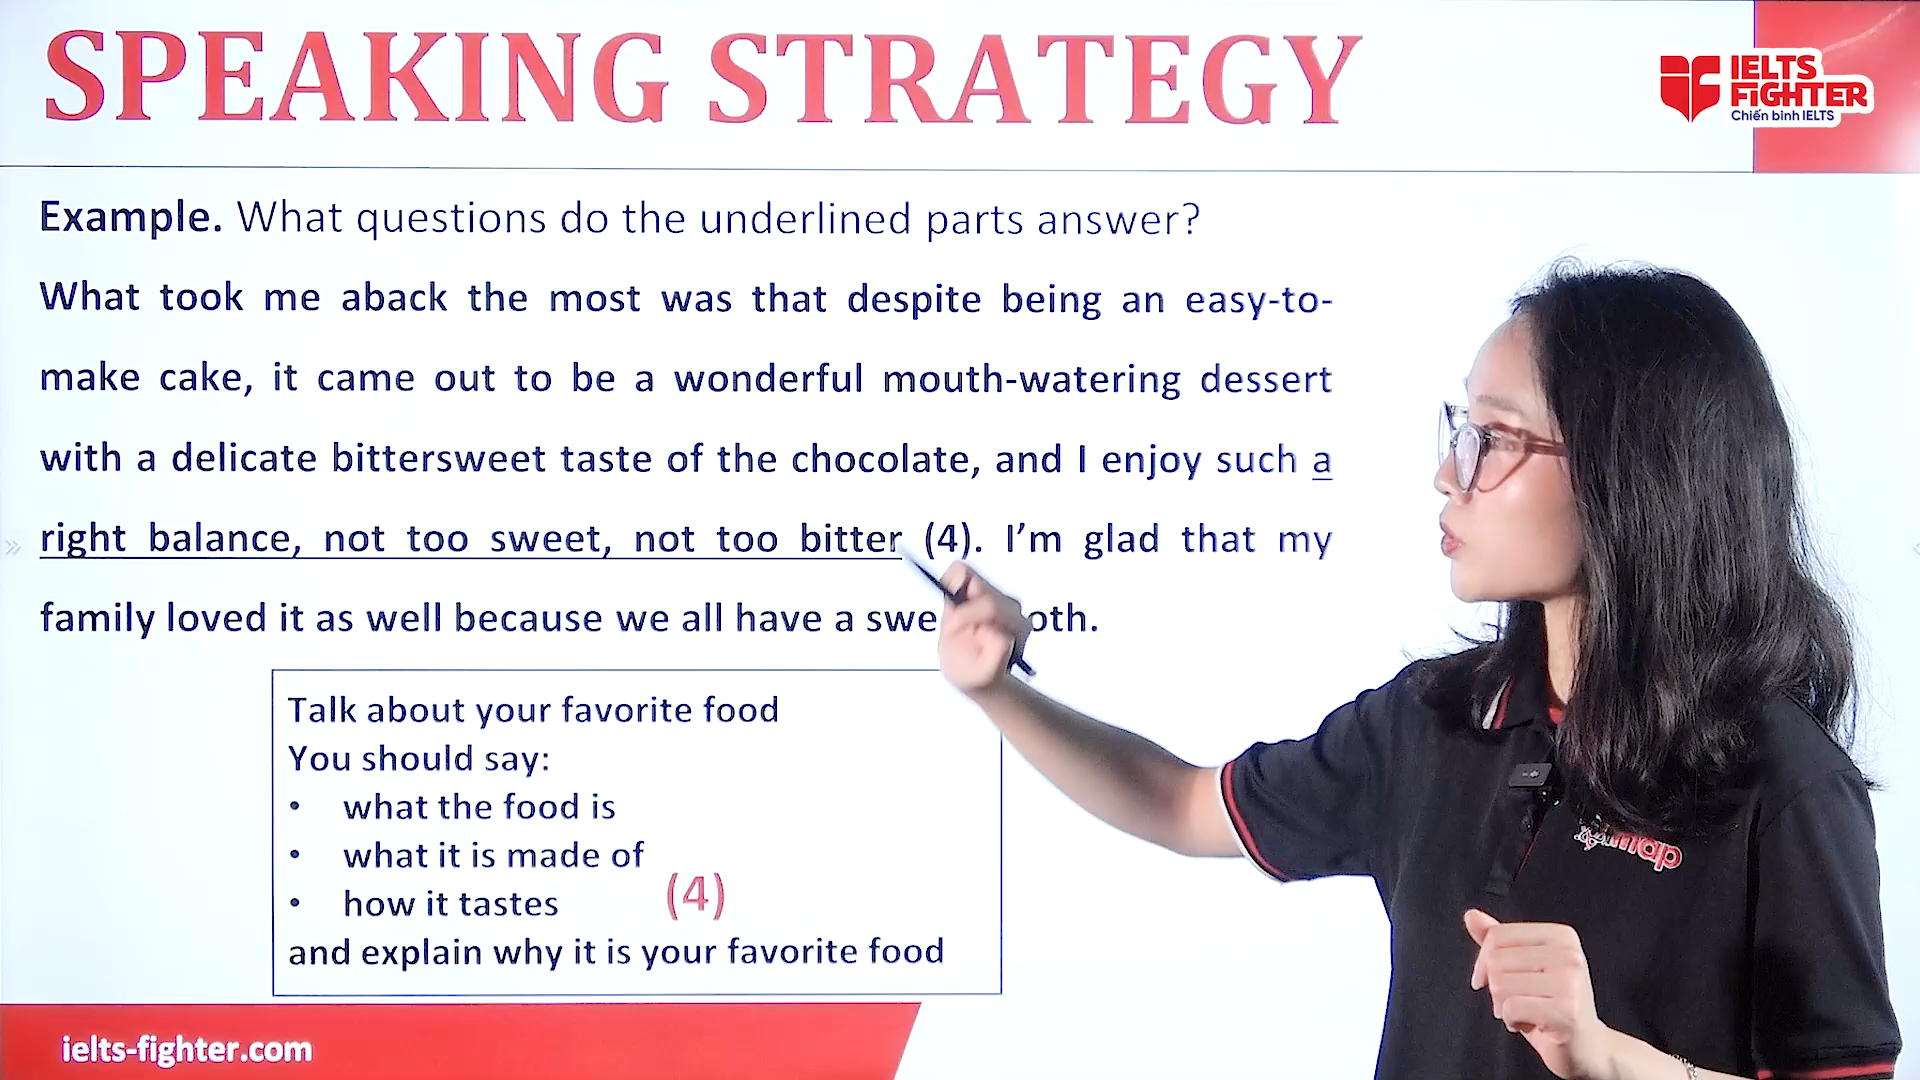 SPEAKING STRATEGY
IELTS
FiGHTER
Chiến binh IELTS
Example. What questions do the underlined parts answer?
What took me aback the most was that despite being an easy-to-
make cake, it came out to be a wonderful mouth-watering dessert
with a delicate bittersweet taste of the chocolate, and I enjoy such a
right balance, not too sweet, not too bitter (4). I'm glad that my
family loved it as well because we all have a
Talk about your favorite food
You should say:
• what the food is
• what it is made of
• how it tastes (4)
and explain why it is your favorite food
ielts-fighter.com